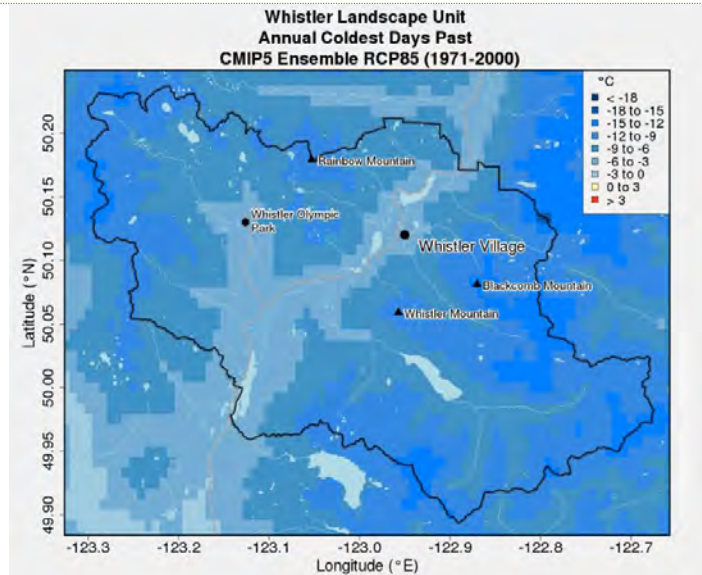 Whistler Landscape Unit
Annual Coldest Days Past
CMIP5 Ensemble RCP85 (1971-2000)
°C
< -18
-18 to -15
-15 to -12
-12 to -9
-9 to -6
-6 to -3
-3 to 0
0 to 3
> 3
50.20
50.15
50.10
50.05
50.00
49.95
49.90
Latitude (°N)
Rainbow Mountain
Whistler Olympic
Park
Whistler Village
Blackcomb Mountain
Whistler Mountain
-123.3
-123.2
-123.1
-123.0
-122.9
-122.8
-122.7
Longitude (°E)